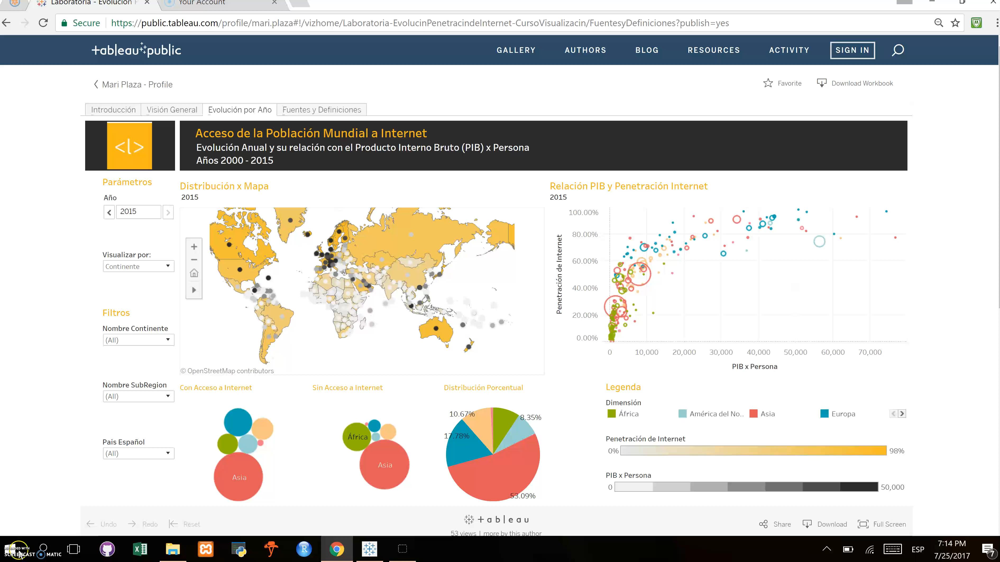 Laboratoria - Evolución P
Your Account
Secure
https://public.tableau.com/profile/mari.plaza#!/vizhome/Laboratoria-EvolucinPenetracindeInternet-CursoVisualizacin/FuentesyDefiniciones?publish=yes
+ableau public
GALLERY
AUTHORS
BLOG
RESOURCES
ACTIVITY
SIGN IN
Mari Plaza - Profile
Favorite
Download Workbook
Introducción
Visión General
Evolución por Año
Fuentes y Definiciones
<l>
Acceso de la Población Mundial a Internet
Evolución Anual y su relación con el Producto Interno Bruto (PIB) x Persona
Años 2000 - 2015
Parámetros
Año
2015
Visualizar por:
Continente
Filtros
Nombre Continente
(All)
Nombre SubRegion
(All)
Pais Español
(All)
Distribución x Mapa
2015
© OpenStreetMap contributors
Relación PIB y Penetración Internet
2015
Penetración de Internet
100.00%
80.00%
60.00%
40.00%
20.00%
0.00%
0
10,000
20,000
30,000
40,000
50,000
60,000
70,000
PIB x Persona
Con Acceso a Internet
Asia
Sin Acceso a Internet
África
Asia
Distribución Porcentual
10.67%
8.35%
17.78%
53.09%
Legenda
Dimensión
África
América del No..
Asia
Europa
Penetración de Internet
0%
98%
PIB x Persona
0
50,000
Undo
Redo
Reset
+ableau
53 views | more by this author
Share
Download
Full Screen
RECORDED WITH
SCREENCAST MATIC
ESP
7:14 PM
7/25/2017
7